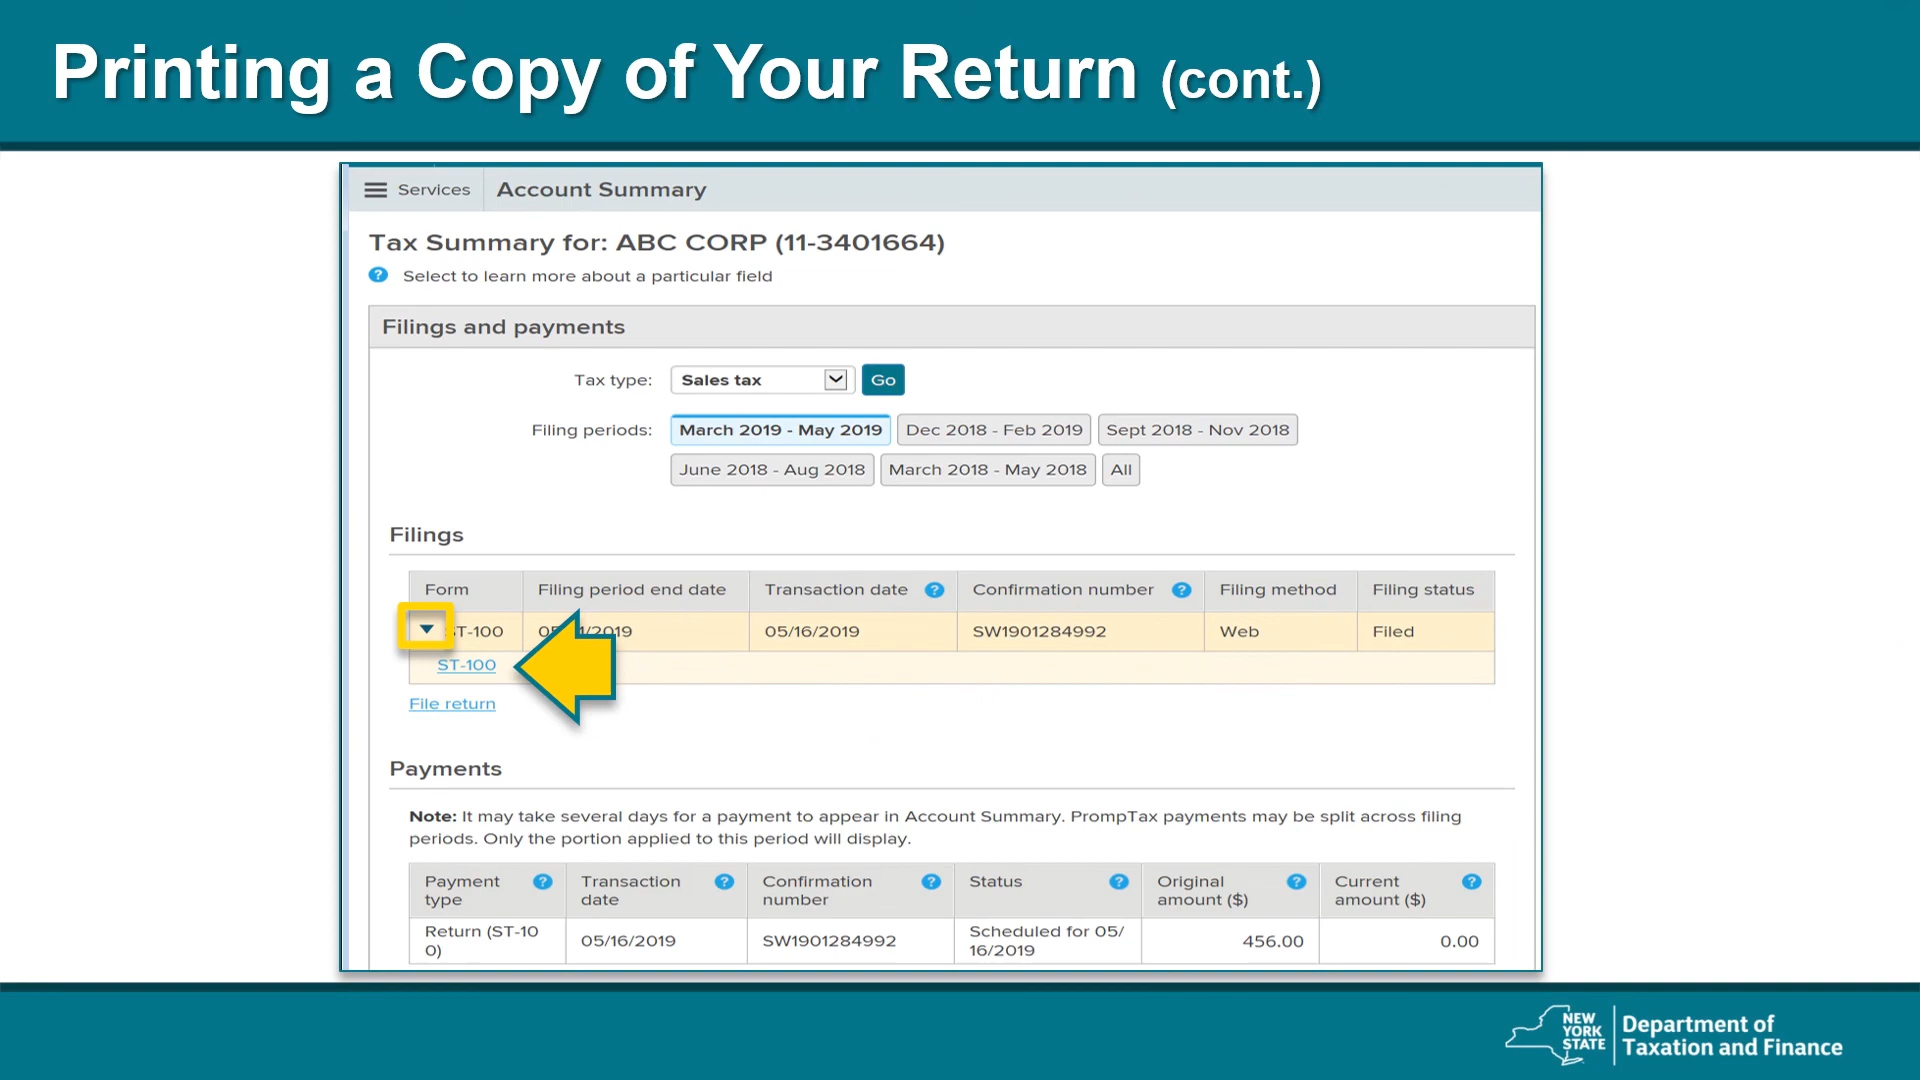 Printing a Copy of Your Return (cont.)
Services
Account Summary
Tax Summary for: ABC CORP (11-3401664)
? Select to learn more about a particular field
Filings and payments
Tax type: Sales tax Go
Filing periods: March 2019 - May 2019 Dec 2018 - Feb 2019 Sept 2018 - Nov 2018
June 2018 - Aug 2018 March 2018 - May 2018 All
Filings
Form Filing period end date Transaction date ? Confirmation number ? Filing method Filing status
T-100 /2019 05/16/2019 SW1901284992 Web Filed
ST-100
File return
Payments
Note: It may take several days for a payment to appear in Account Summary. PrompTax payments may be split across filing
periods. Only the portion applied to this period will display.
Payment ? Transaction ? Confirmation ? Status ? Original ? Current ?
type date number amount ($) amount ($)
Return (ST-10 05/16/2019 SW1901284992 Scheduled for 05/ 456.00 0.00
0) 16/2019
NEW
YORK
STATE
Department of
Taxation and Finance